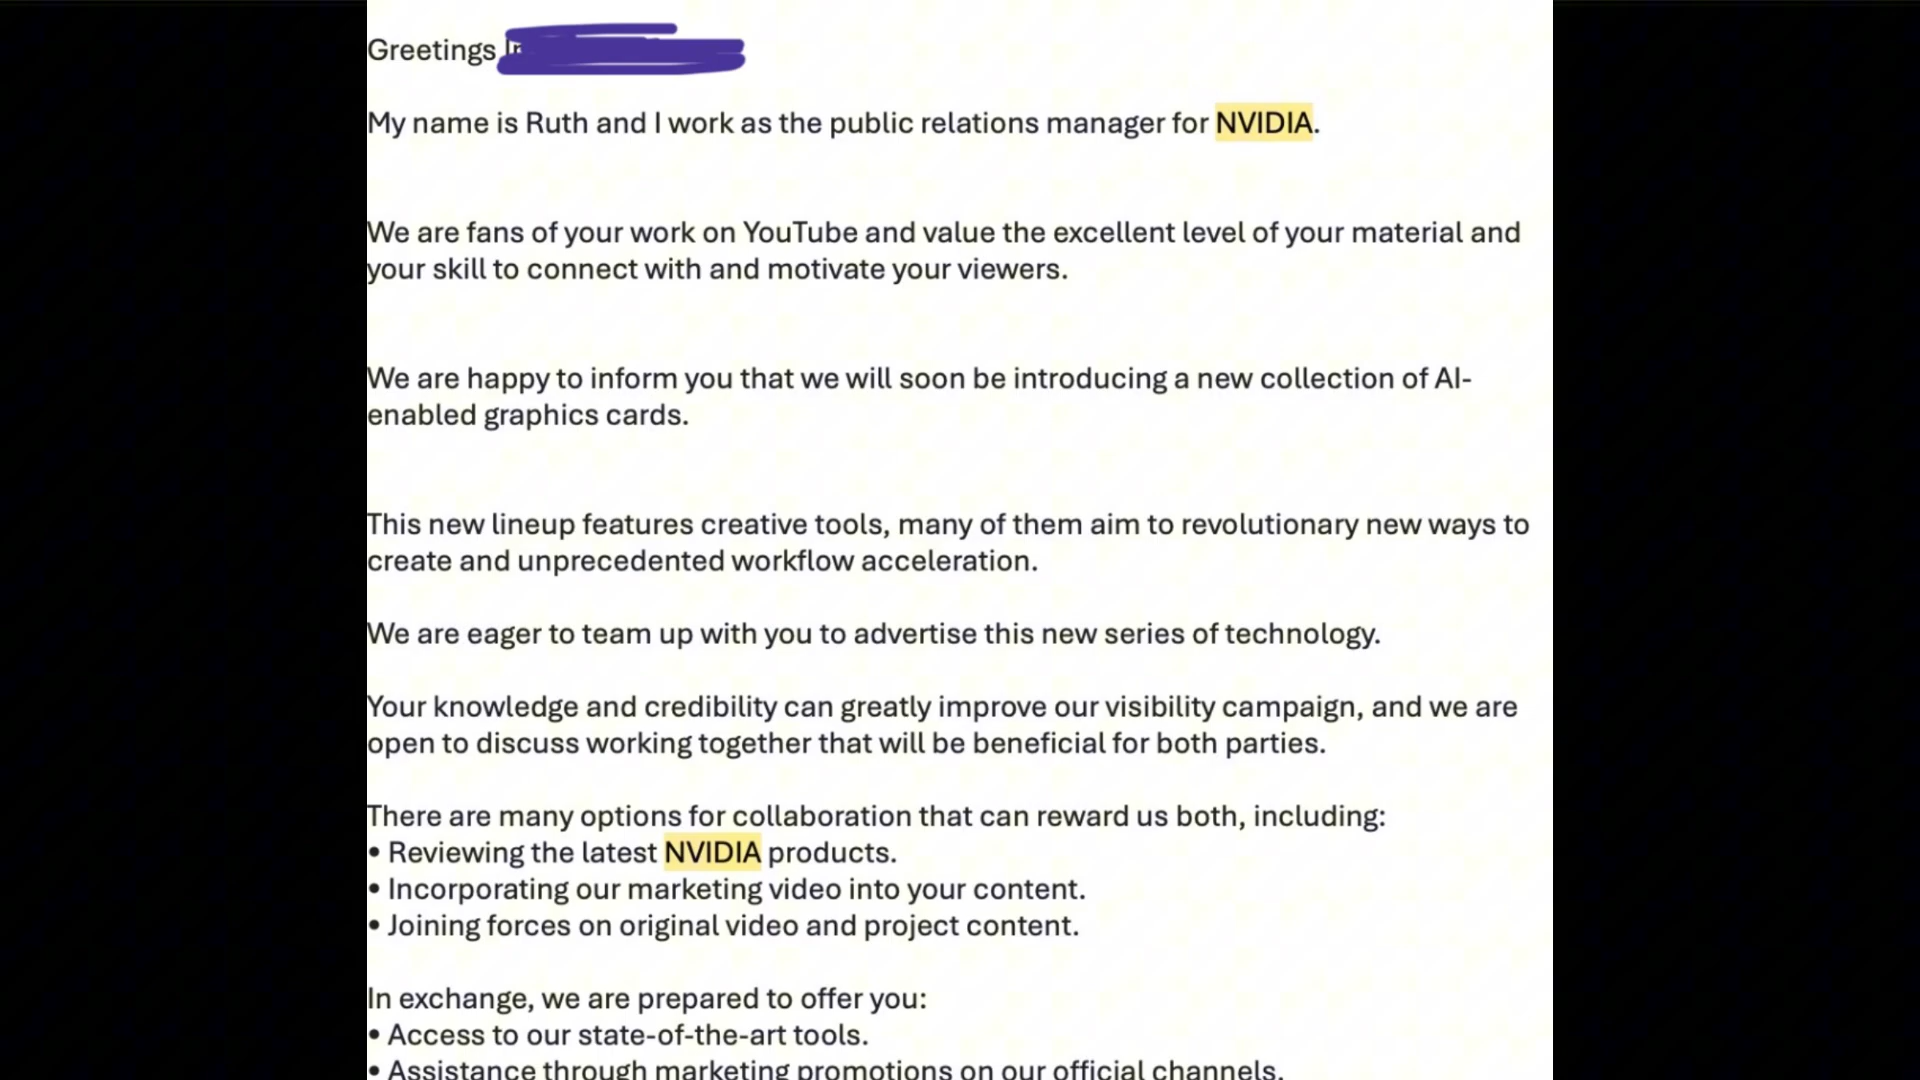 Greetings
My name is Ruth and I work as the public relations manager for NVIDIA.
We are fans of your work on YouTube and value the excellent level of your material and
your skill to connect with and motivate your viewers.
We are happy to inform you that we will soon be introducing a new collection of AI-
enabled graphics cards.
This new lineup features creative tools, many of them aim to revolutionary new ways to
create and unprecedented workflow acceleration.
We are eager to team up with you to advertise this new series of technology.
Your knowledge and credibility can greatly improve our visibility campaign, and we are
open to discuss working together that will be beneficial for both parties.
There are many options for collaboration that can reward us both, including:
• Reviewing the latest NVIDIA products.
• Incorporating our marketing video into your content.
• Joining forces on original video and project content.
In exchange, we are prepared to offer you:
• Access to our state-of-the-art tools.
• Assistance through marketing promotions on our official channels.